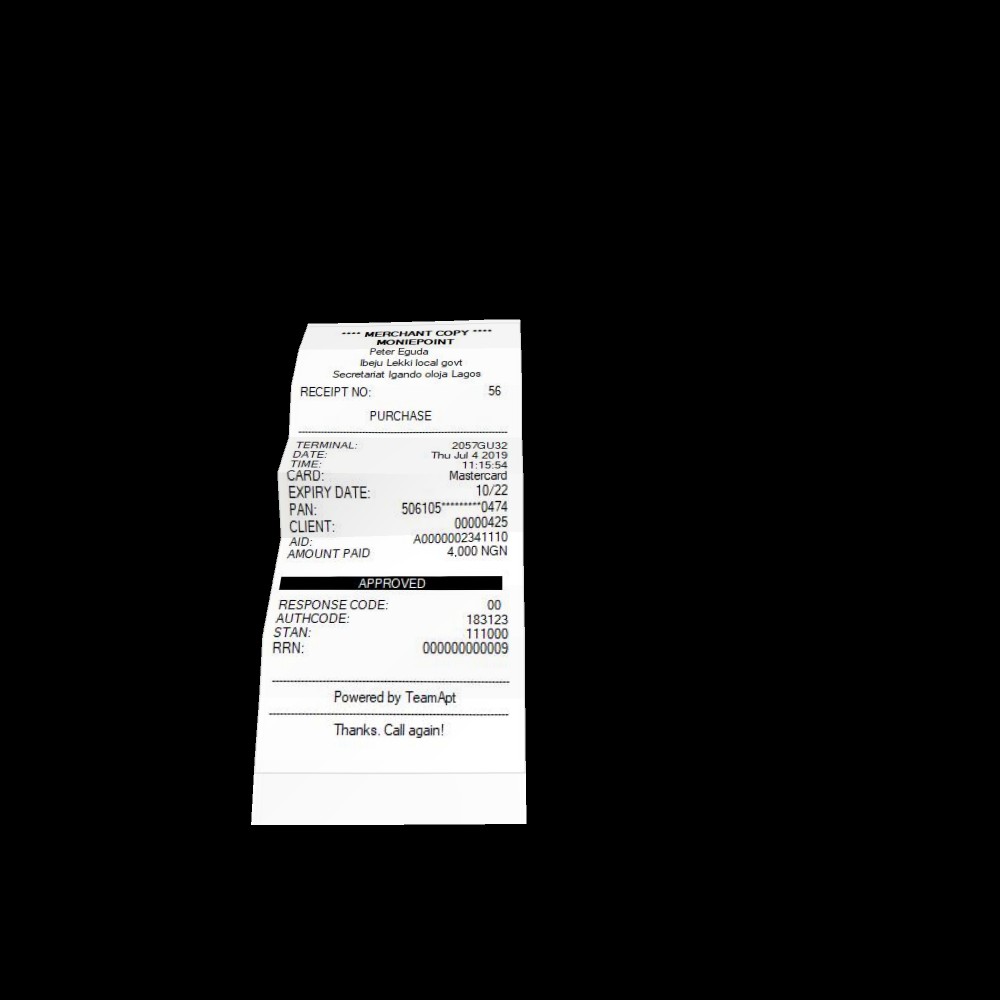 **** MERCHANT COPY ****
MONIEPOINT
Peter Eguda
Ibeju Lekki local govt
Secretariat Igando oloja Lagos
RECEIPT NO: 56
PURCHASE
TERMINAL: 2057GU32
DATE: Thu Jul 4 2019
TIME: 11:15:54
CARD: Mastercard
EXPIRY DATE: 10/22
PAN: 506105*********0474
CLIENT: 00000425
AID: A0000002341110
AMOUNT PAID 4,000 NGN
APPROVED
RESPONSE CODE: 00
AUTHCODE: 183123
STAN: 111000
RRN: 000000000009
Powered by TeamApt
Thanks. Call again!